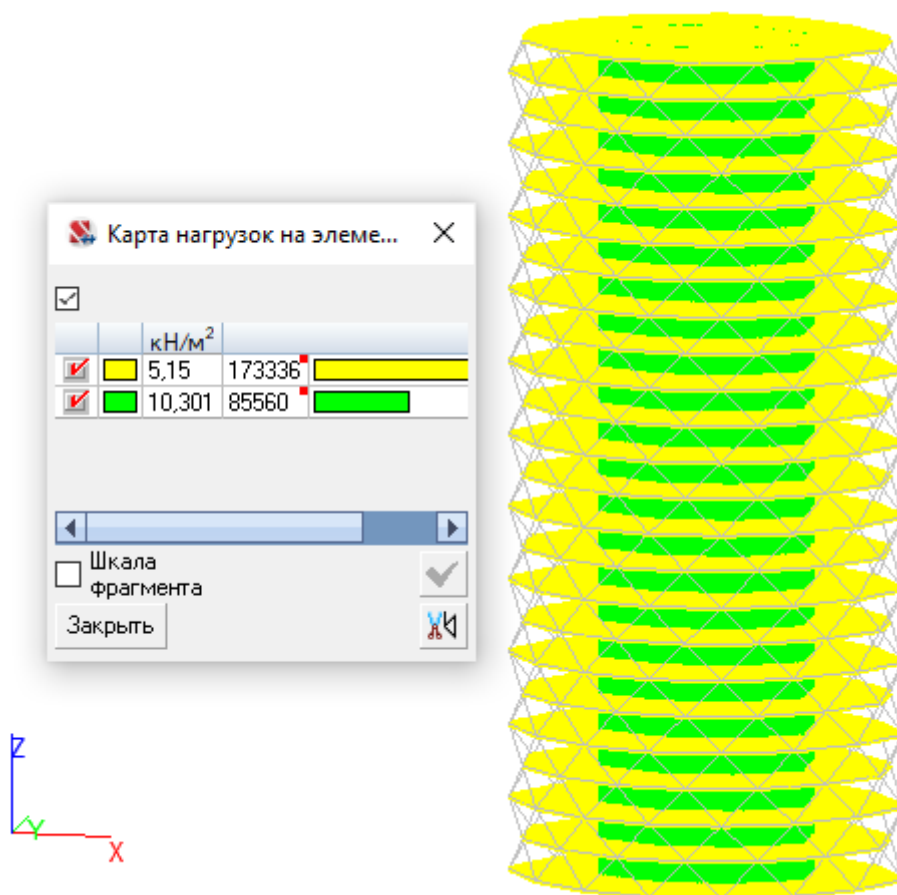 Карта нагрузок на элеме...
кН/м²
5,15 173336
10,301 85560
Шкала
фрагмента
Закрыть
Z
Y
X